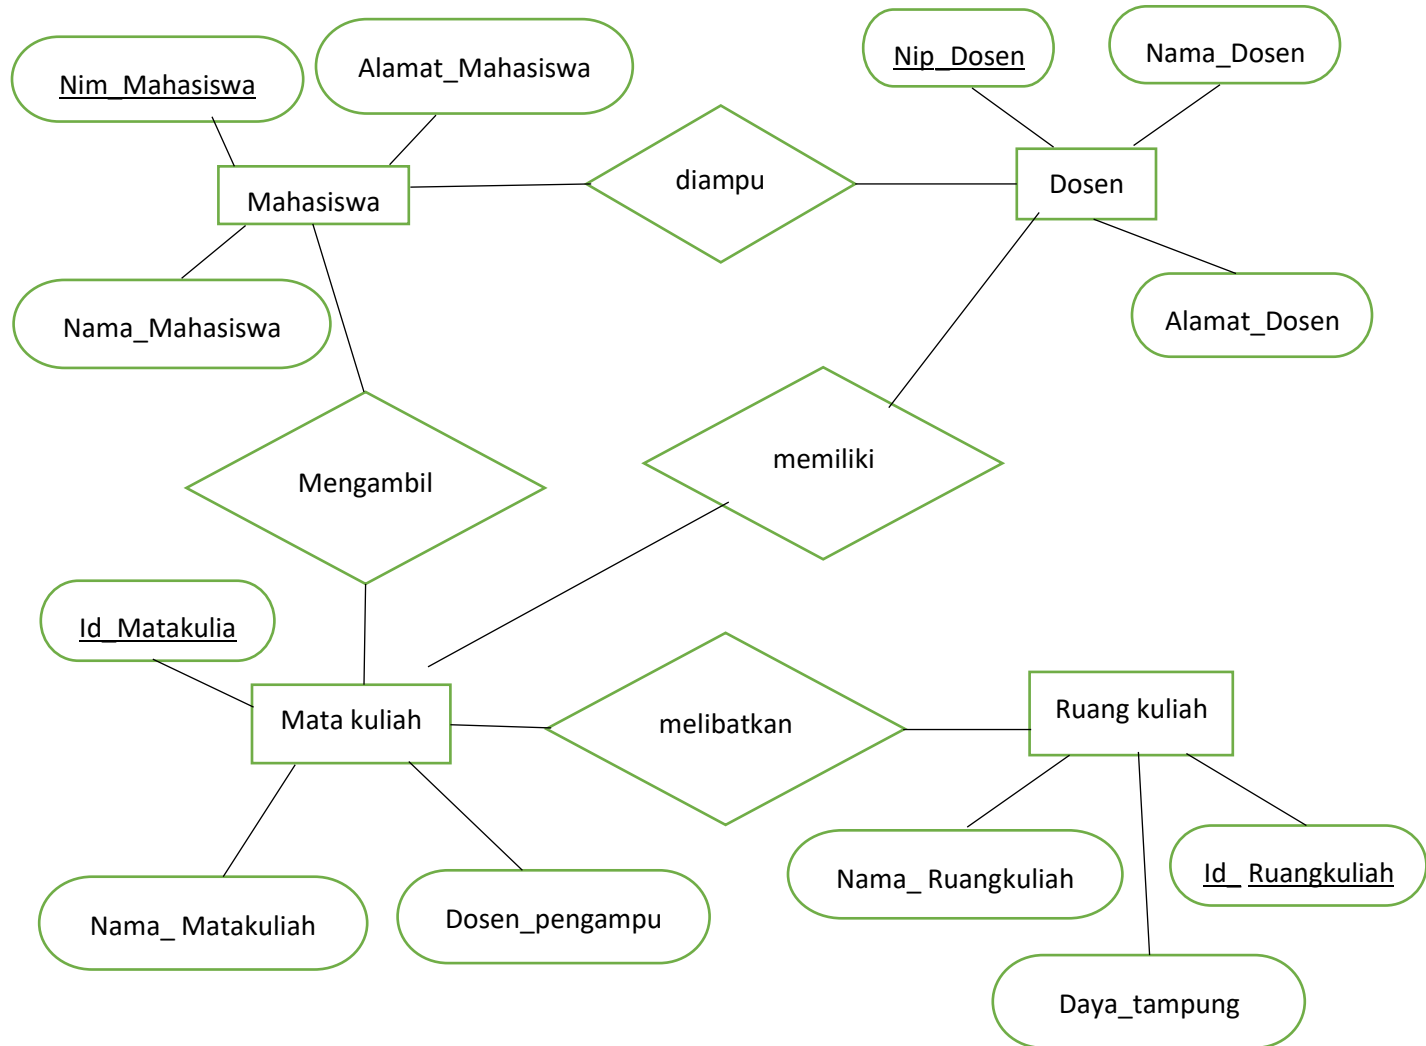 Nim_Mahasiswa
Alamat_Mahasiswa
Nip_Dosen
Nama_Dosen
Mahasiswa
diampu
Dosen
Nama_Mahasiswa
Alamat_Dosen
Mengambil
memiliki
Id_Matakulia
Mata kuliah
melibatkan
Ruang kuliah
Nama_ Matakuliah
Dosen_pengampu
Nama_ Ruangkuliah
Id_ Ruangkuliah
Daya_tampung